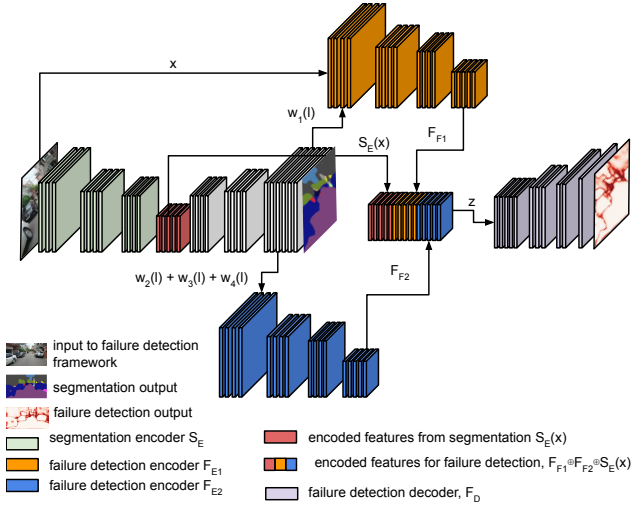 x
w1(l)
SE(x)
FF1
z
w2(l) + w3(l) + w4(l)
FF2
input to failure detection
framework
segmentation output
failure detection output
segmentation encoder SE
failure detection encoder FE1
failure detection encoder FE2
encoded features from segmentation SE(x)
encoded features for failure detection, FF1⊕FF2⊕SE(x)
failure detection decoder, FD